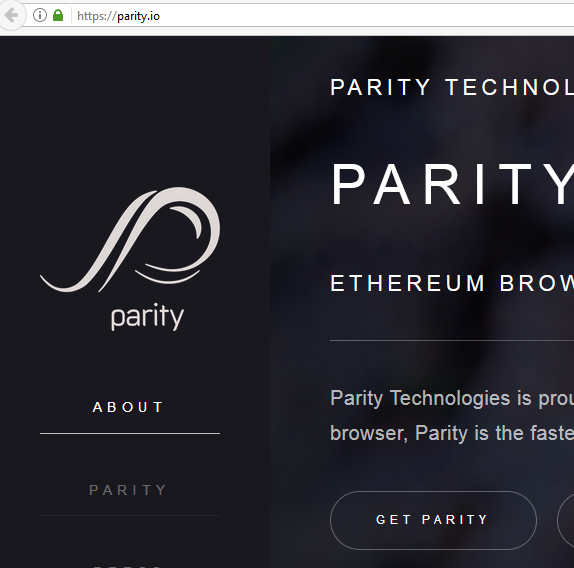 https://parity.io
PARITY TECHNOL
PARITY
ETHEREUM BROW
parity
Parity Technologies is prou
ABOUT
browser, Parity is the faste
PARITY
GET PARITY